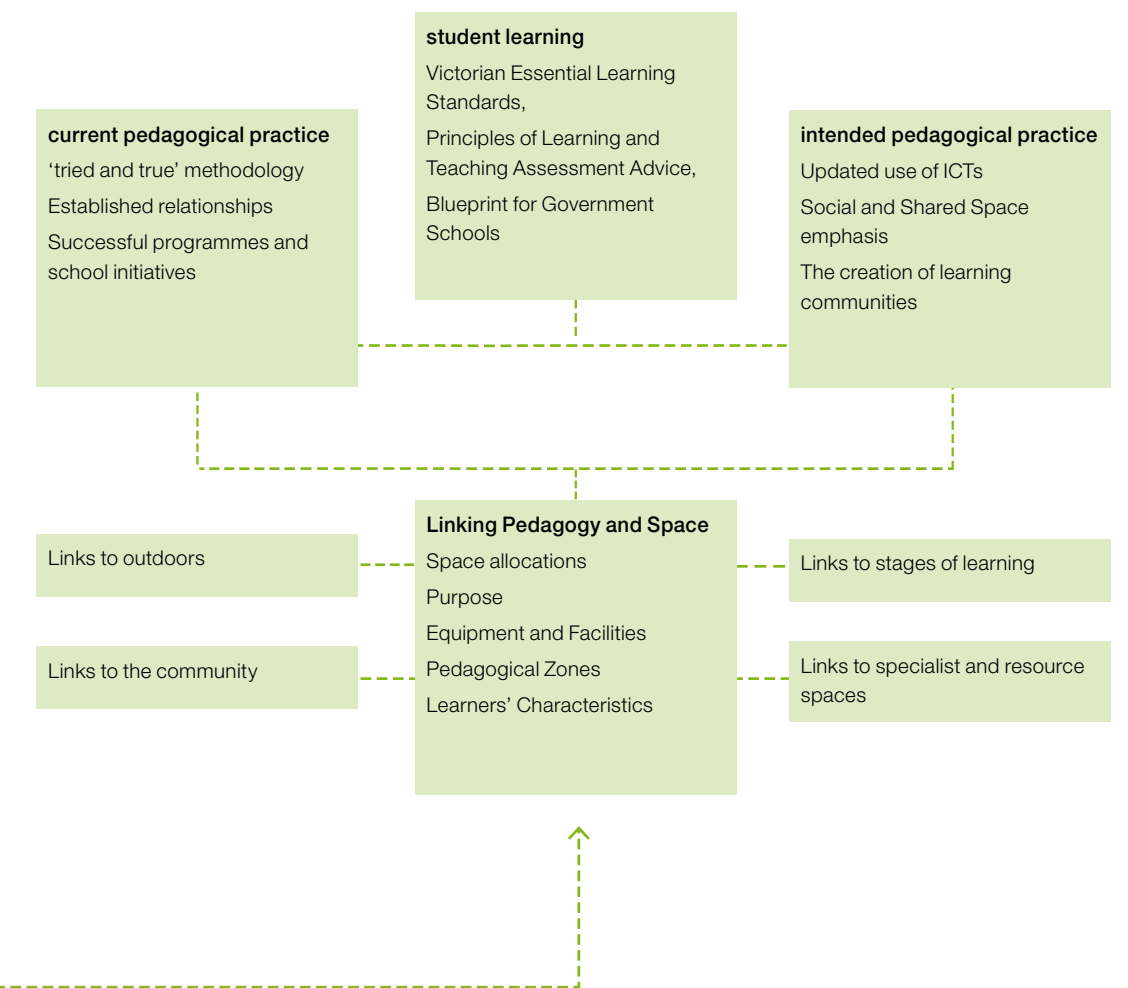 student learning
Victorian Essential Learning
Standards,
Principles of Learning and
Teaching Assessment Advice,
Blueprint for Government
Schools
current pedagogical practice
‘tried and true’ methodology
Established relationships
Successful programmes and
school initiatives
intended pedagogical practice
Updated use of ICTs
Social and Shared Space
emphasis
The creation of learning
communities
Linking Pedagogy and Space
Space allocations
Purpose
Equipment and Facilities
Pedagogical Zones
Learners’ Characteristics
Links to outdoors
Links to the community
Links to stages of learning
Links to specialist and resource
spaces